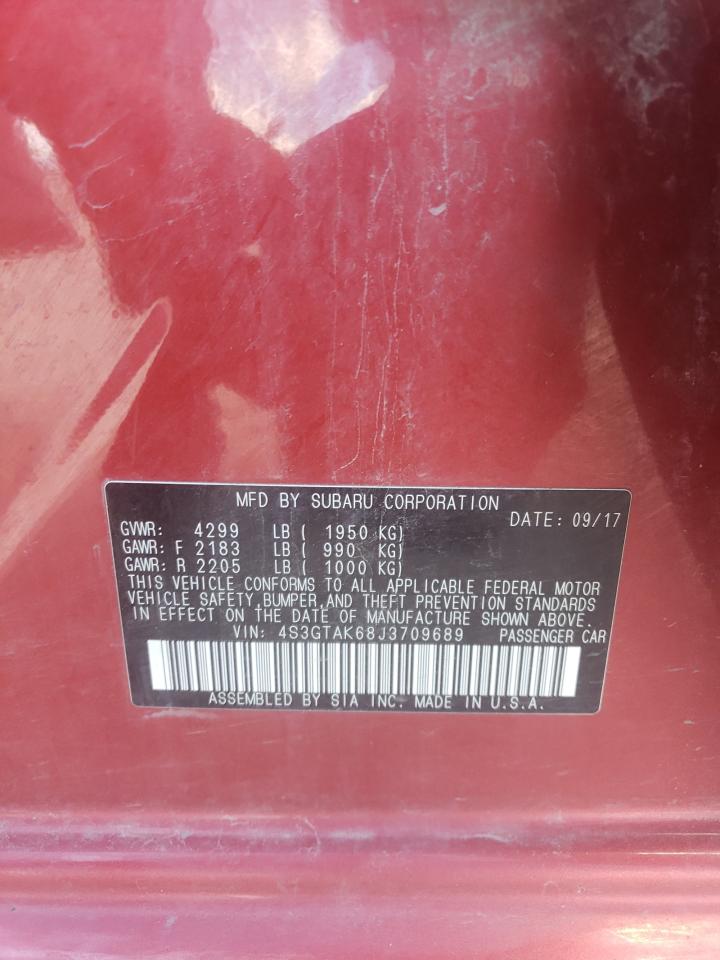 MFD BY SUBARU CORPORATION
DATE: 09/17
GVWR: 4299 LB ( 1950 KG)
GAWR: F 2183 LB ( 990 KG)
GAWR: R 2205 LB ( 1000 KG)
THIS VEHICLE CONFORMS TO ALL APPLICABLE FEDERAL MOTOR
VEHICLE SAFETY,BUMPER,AND THEFT PREVENTION STANDARDS
IN EFFECT ON THE DATE OF MANUFACTURE SHOWN ABOVE.
VIN: 4S3GTAK68J3709689 PASSENGER CAR
ASSEMBLED BY SIA INC. MADE IN U.S.A.